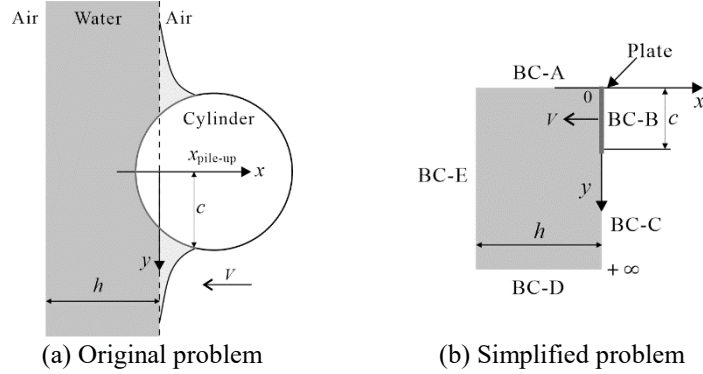 Air Water Air
Cylinder
x_pile-up
x
c
y
h
V
(a) Original problem
Plate
BC-A
0
x
V
BC-B
c
BC-E
y
BC-C
h
+ ∞
BC-D
(b) Simplified problem